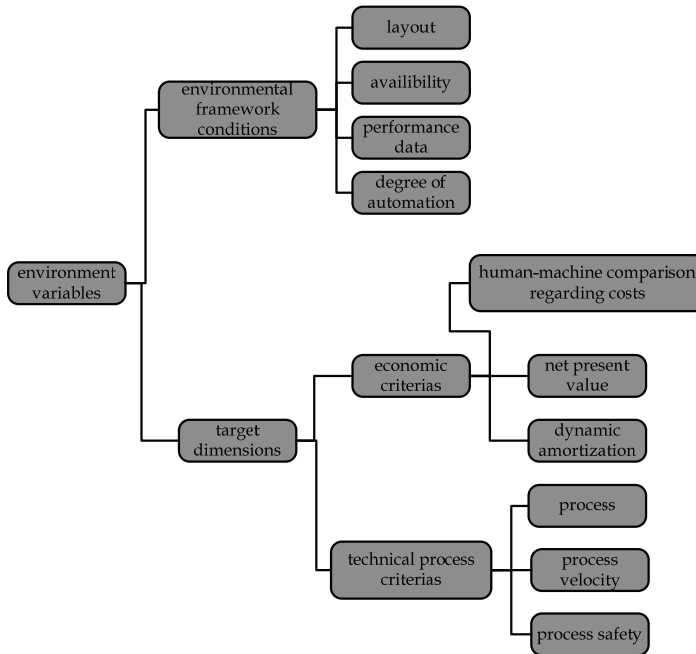 layout
environmental
framework
conditions
availibility
performance
data
degree of
automation
environment
variables
human-machine comparison
regarding costs
economic
criterias
net present
value
target
dimensions
dynamic
amortization
process
technical process
criterias
process
velocity
process safety